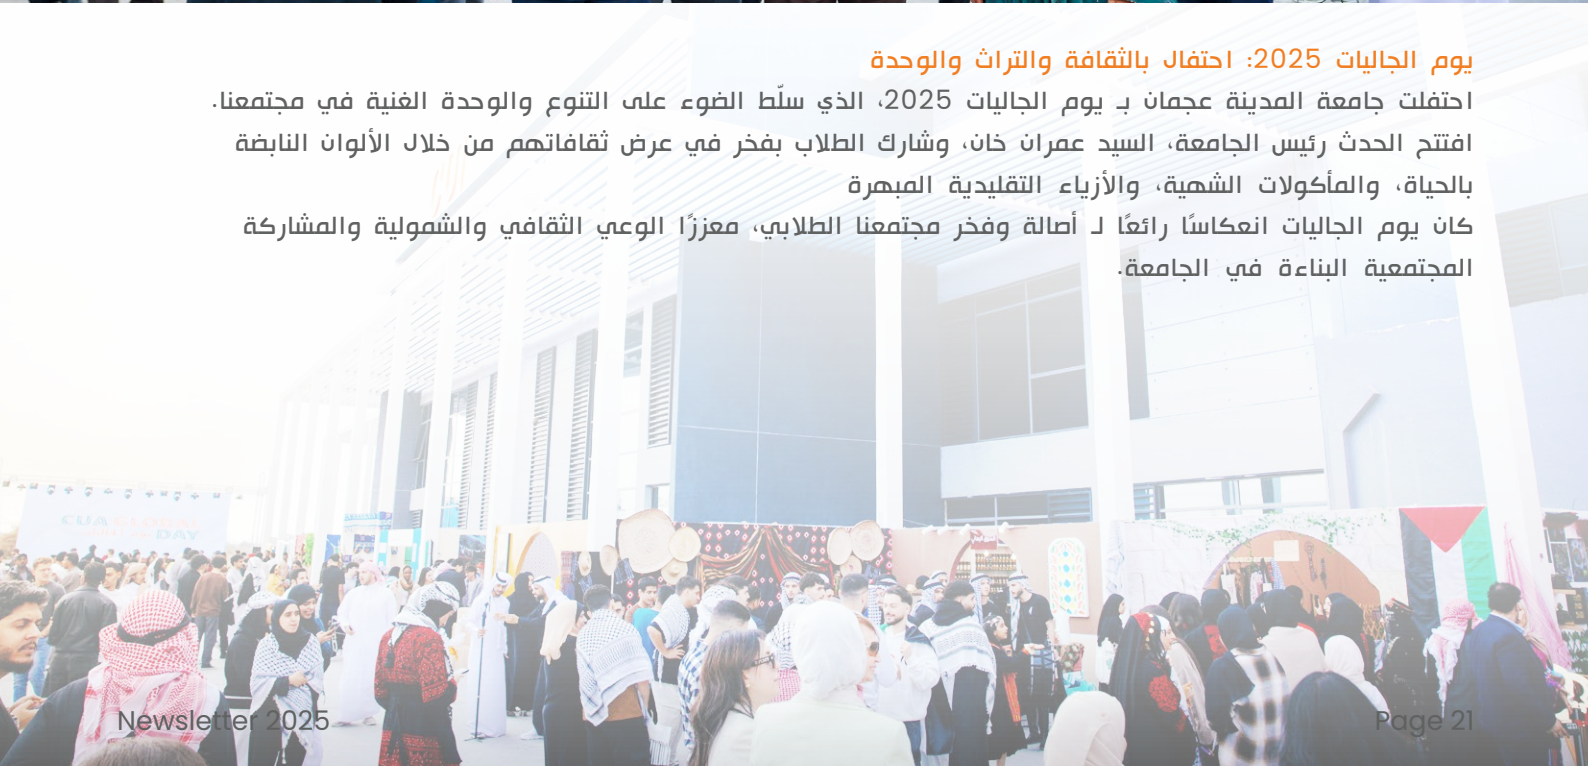 يوم الجاليات 2025: احتفال بالثقافة والتراث والوحدة
احتفلت جامعة المدينة عجمان بـ يوم الجاليات 2025، الذي سلّط الضوء على التنوع والوحدة الغنية في مجتمعنا.
افتتح الحدث رئيس الجامعة، السيد عمران خان، وشارك الطلاب بفخر في عرض ثقافاتهم من خلال الألوان النابضة
بالحياة، والمأكولات الشهية، والأزياء التقليدية المبهرة
كان يوم الجاليات انعكاسًا رائعًا لـ أصالة وفخر مجتمعنا الطلابي، معززًا الوعي الثقافي والشمولية والمشاركة
المجتمعية البناءة في الجامعة.
CUA GLOBAL
DAY
Newsletter 2025
Page 21